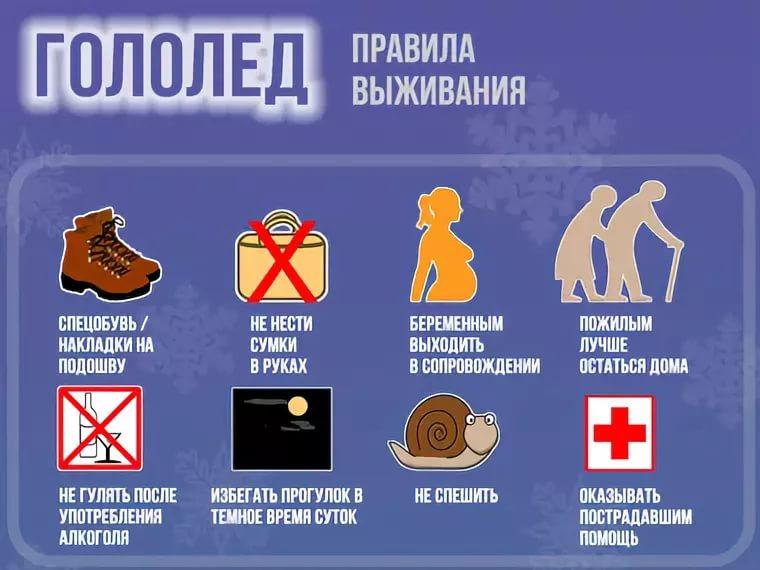 ГОЛОЛЕД
ПРАВИЛА
ВЫЖИВАНИЯ
СПЕЦОБУВЬ /
НАКЛАДКИ НА
ПОДОШВУ
НЕ НЕСТИ
СУМКИ
В РУКАХ
БЕРЕМЕННЫМ
ВЫХОДИТЬ
В СОПРОВОЖДЕНИИ
ПОЖИЛЫМ
ЛУЧШЕ
ОСТАТЬСЯ ДОМА
НЕ ГУЛЯТЬ ПОСЛЕ
УПОТРЕБЛЕНИЯ
АЛКОГОЛЯ
ИЗБЕГАТЬ ПРОГУЛОК В
ТЕМНОЕ ВРЕМЯ СУТОК
НЕ СПЕШИТЬ
ОКАЗЫВАТЬ
ПОСТРАДАВШИМ
ПОМОЩЬ